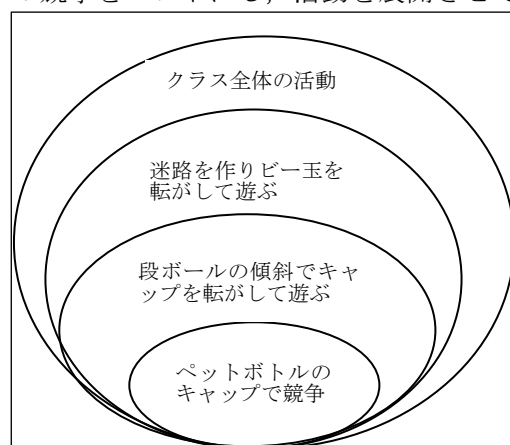 クラス全体の活動
迷路を作りビー玉を
転がして遊ぶ
段ボールの傾斜でキャ
ップを転がして遊ぶ
ペットボトルの
キャップで競争